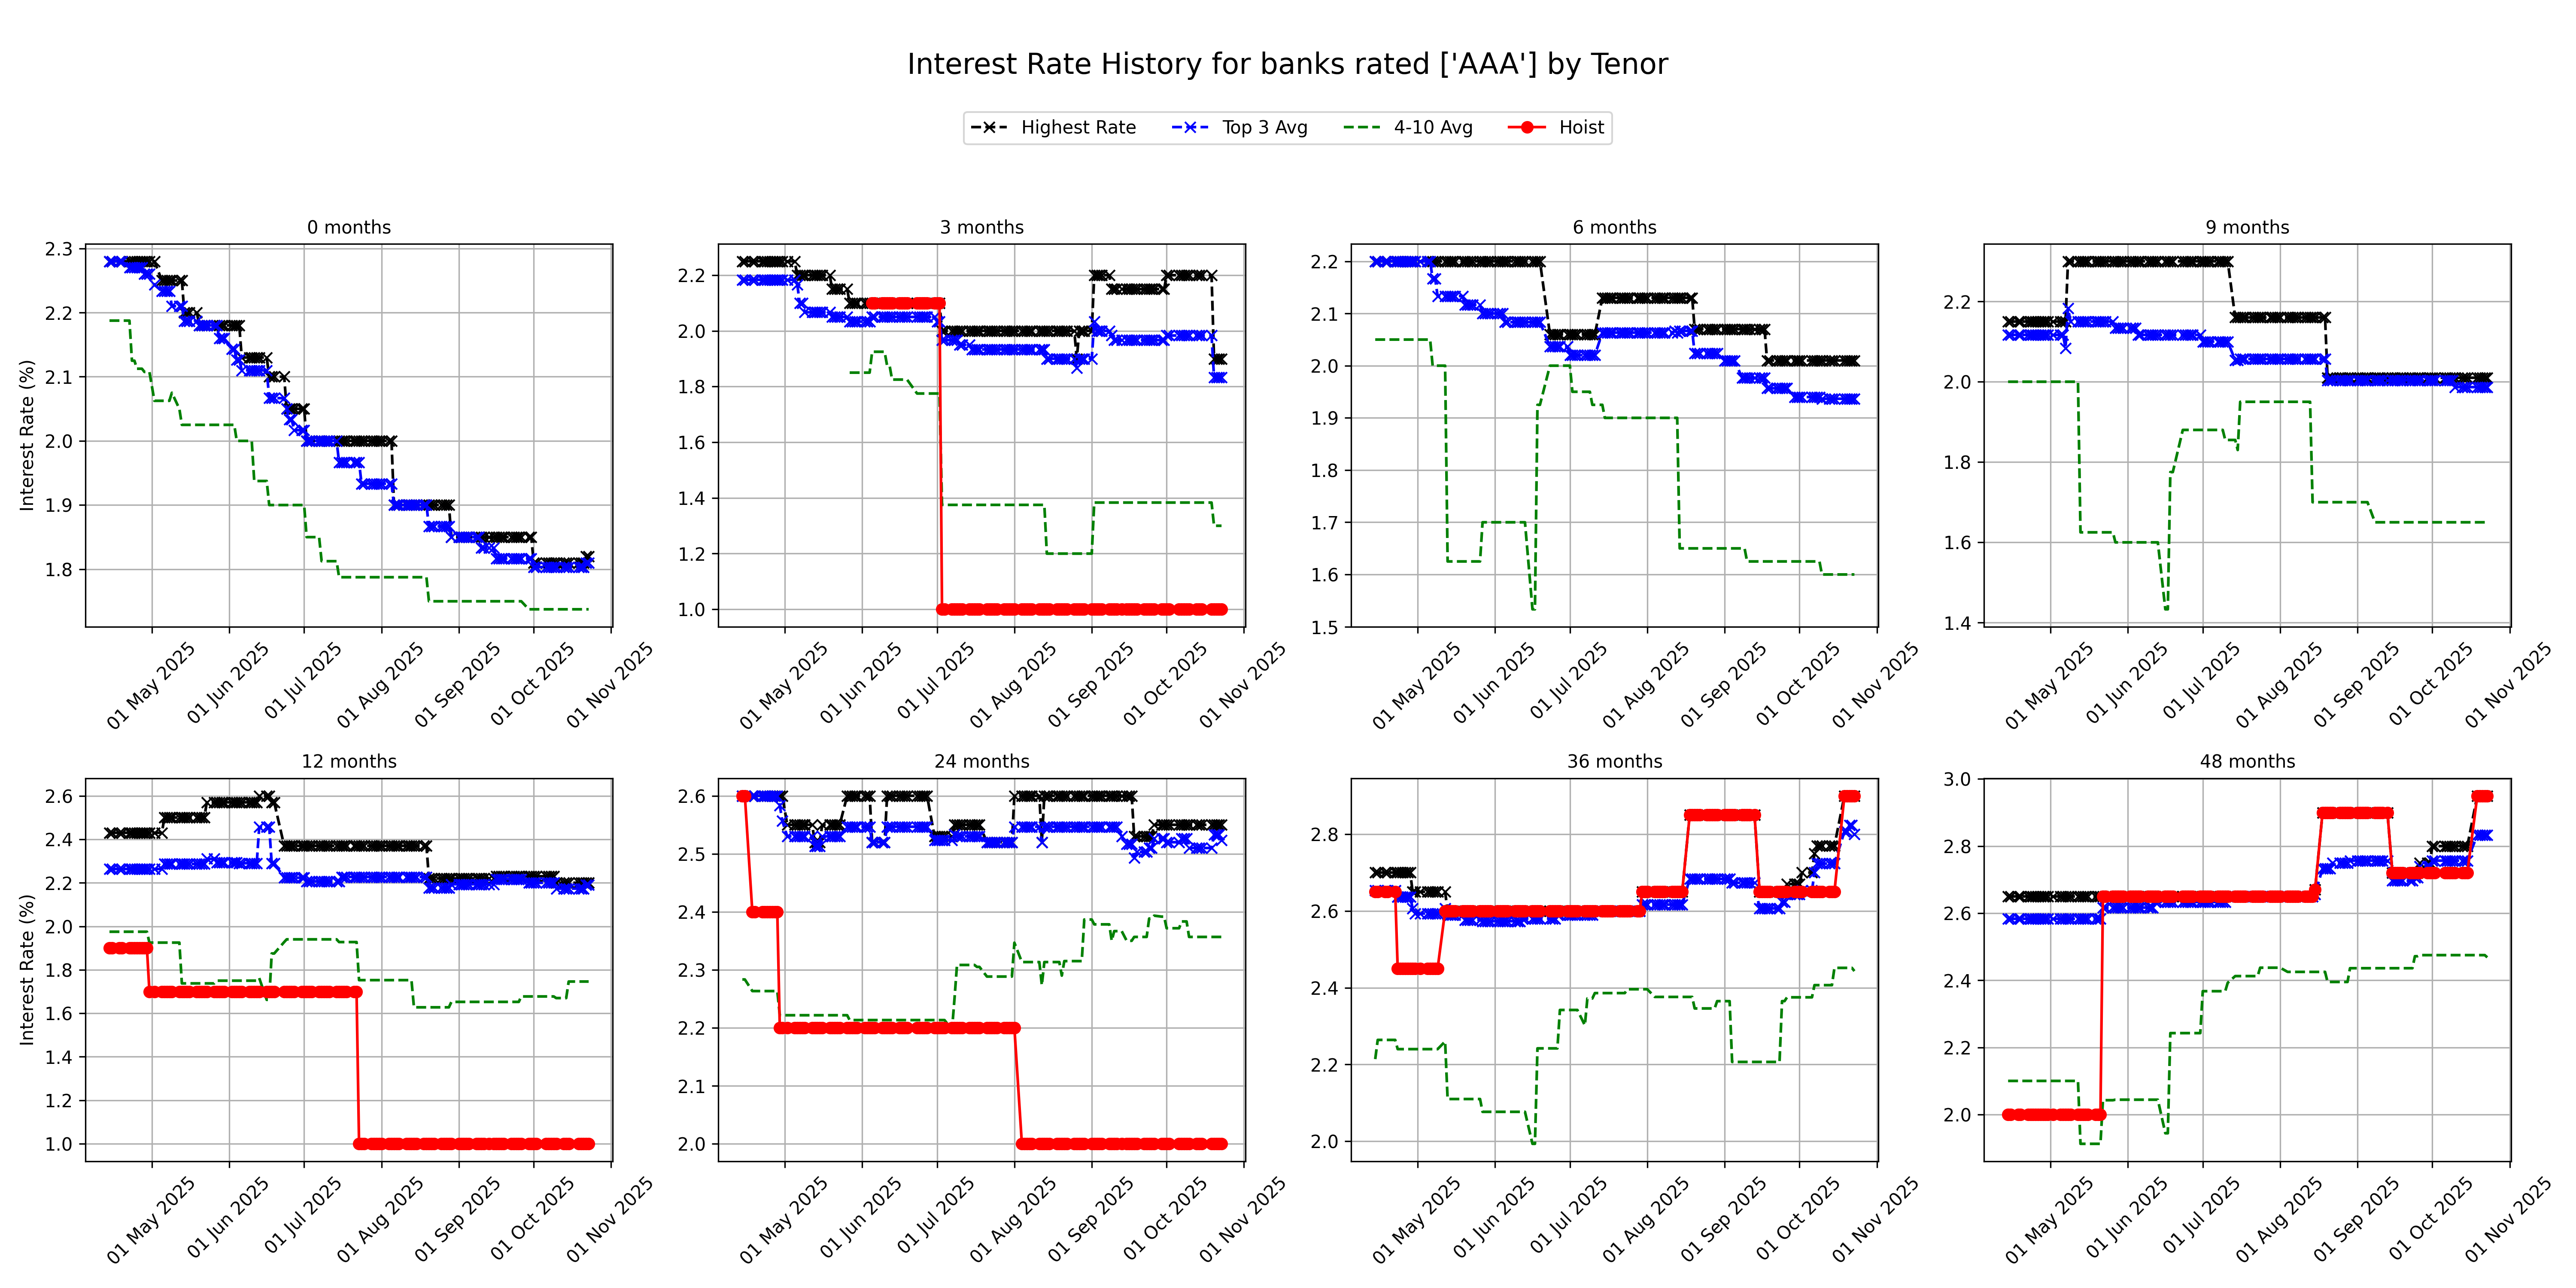 Interest Rate History for banks rated ['AAA'] by Tenor
Highest Rate Top 3 Avg 4-10 Avg Hoist
0 months
Interest Rate (%)
2.3
2.2
2.1
2.0
1.9
1.8
01 May 2025 01 Jun 2025 01 Jul 2025 01 Aug 2025 01 Sep 2025 01 Oct 2025 01 Nov 2025
3 months
2.2
2.0
1.8
1.6
1.4
1.2
1.0
01 May 2025 01 Jun 2025 01 Jul 2025 01 Aug 2025 01 Sep 2025 01 Oct 2025 01 Nov 2025
6 months
2.2
2.1
2.0
1.9
1.8
1.7
1.6
1.5
01 May 2025 01 Jun 2025 01 Jul 2025 01 Aug 2025 01 Sep 2025 01 Oct 2025 01 Nov 2025
9 months
2.2
2.0
1.8
1.6
1.4
01 May 2025 01 Jun 2025 01 Jul 2025 01 Aug 2025 01 Sep 2025 01 Oct 2025 01 Nov 2025
12 months
Interest Rate (%)
2.6
2.4
2.2
2.0
1.8
1.6
1.4
1.2
1.0
01 May 2025 01 Jun 2025 01 Jul 2025 01 Aug 2025 01 Sep 2025 01 Oct 2025 01 Nov 2025
24 months
2.6
2.5
2.4
2.3
2.2
2.1
2.0
01 May 2025 01 Jun 2025 01 Jul 2025 01 Aug 2025 01 Sep 2025 01 Oct 2025 01 Nov 2025
36 months
2.8
2.6
2.4
2.2
2.0
01 May 2025 01 Jun 2025 01 Jul 2025 01 Aug 2025 01 Sep 2025 01 Oct 2025 01 Nov 2025
48 months
3.0
2.8
2.6
2.4
2.2
2.0
01 May 2025 01 Jun 2025 01 Jul 2025 01 Aug 2025 01 Sep 2025 01 Oct 2025 01 Nov 2025